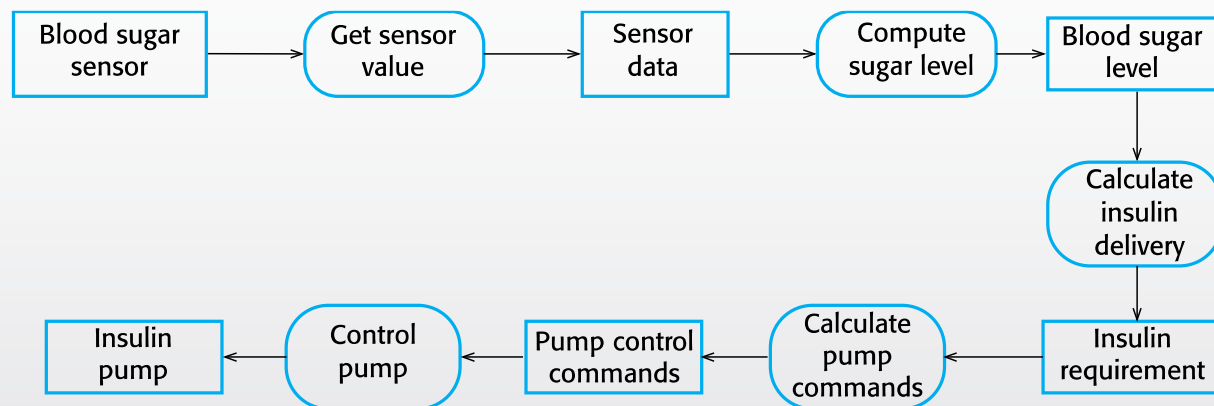 Blood sugar
sensor
Get sensor
value
Sensor
data
Compute
sugar level
Blood sugar
level
Calculate
insulin
delivery
Insulin
requirement
Calculate
pump
commands
Pump control
commands
Control
pump
Insulin
pump